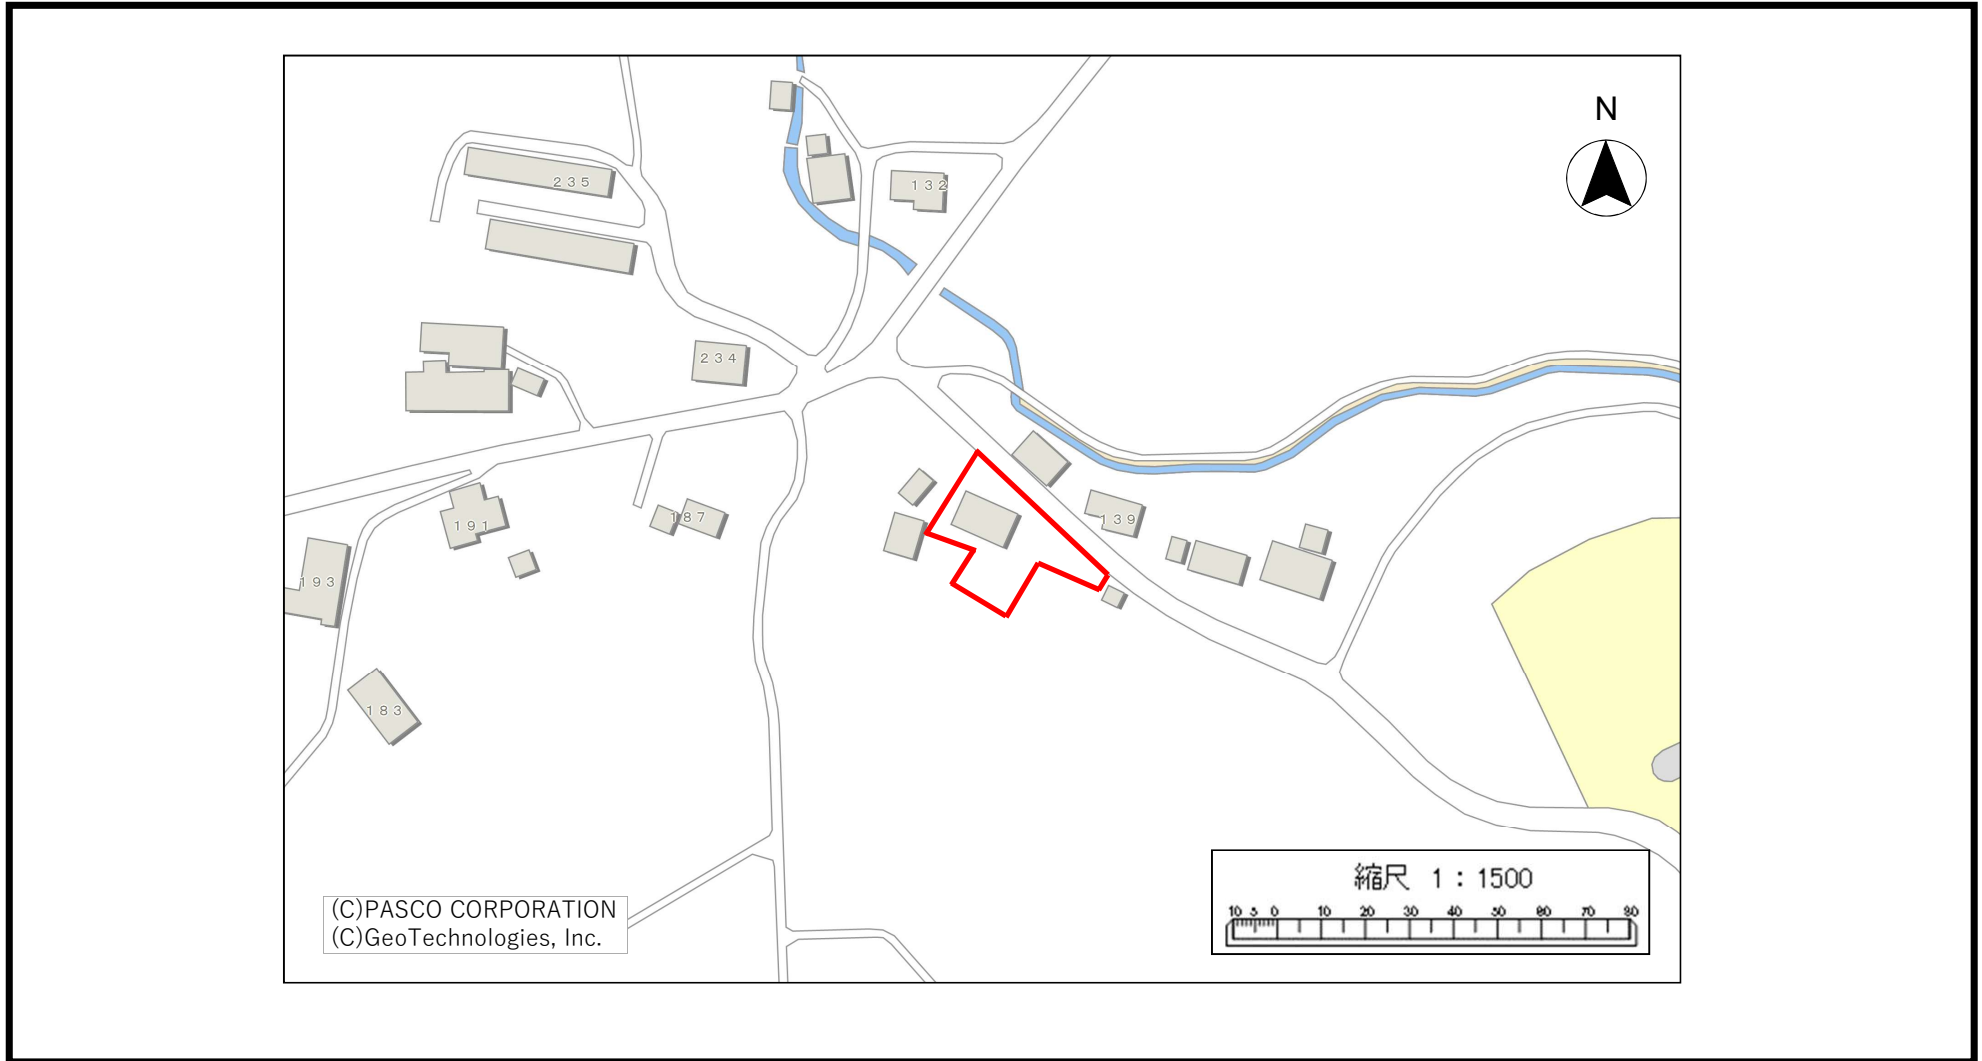 N
２３５
１３２
２３４
１８７
１９１
１３９
１９３
１８３
縮尺 1：1500
10 5 0 10 20 30 40 50 60 70 80
(C)PASCO CORPORATION
(C)GeoTechnologies, Inc.